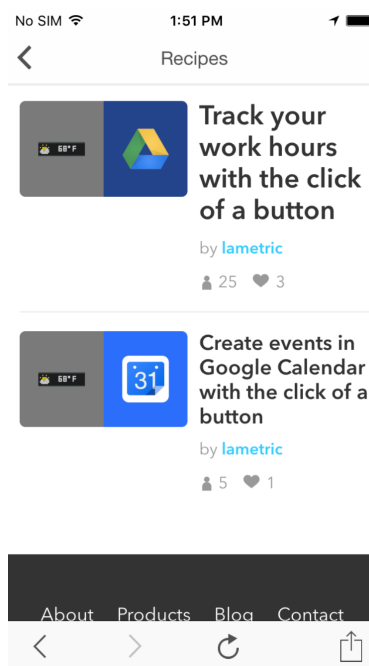 No SIM 1:51 PM
Recipes
68°F
Track your
work hours
with the click
of a button
by lametric
25 3
68°F
31
Create events in
Google Calendar
with the click of a
button
by lametric
5 1
About Products Blog Contact